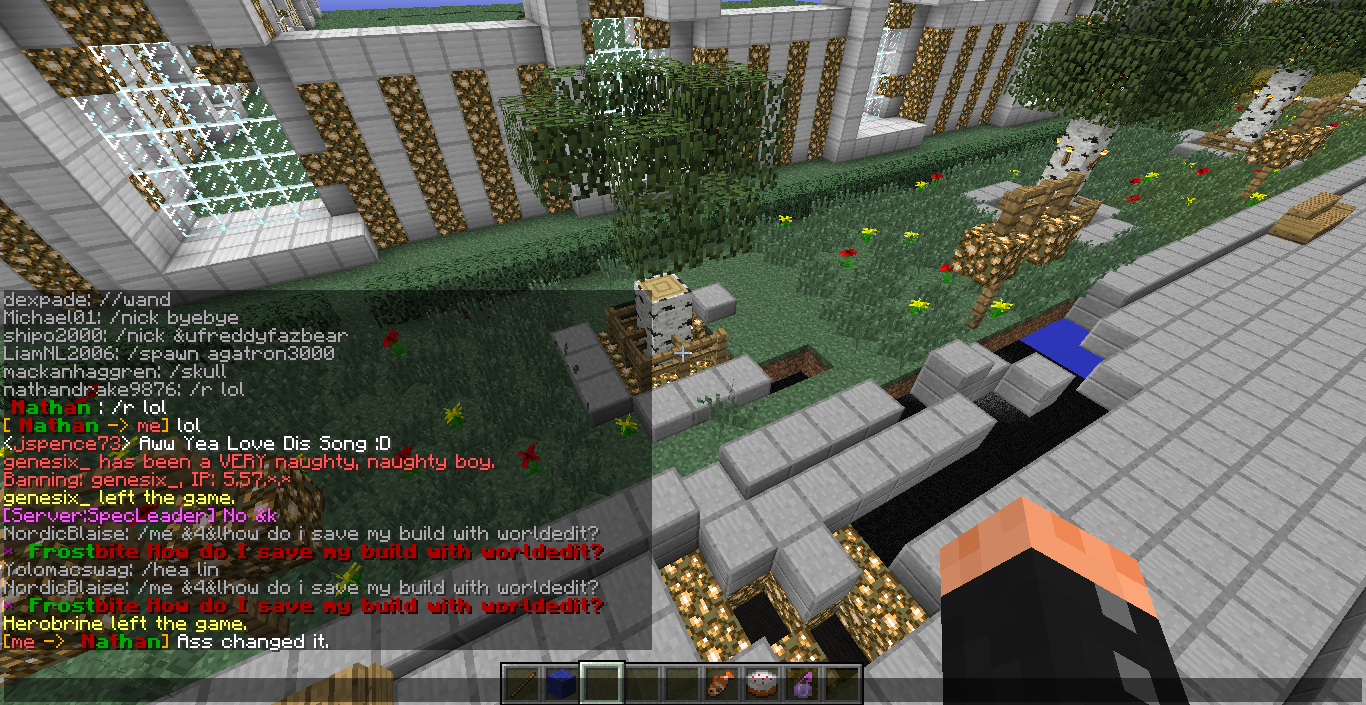 dexpade: //wand
Michael01: /nick byebye
shipo2000: /nick &ufreddyfazbear
LiamNL2006: /spawn agatron3000
mackanhaggren: /skull
nathandrake9876: /r lol
Nathan : /r lol
[ Nathan -> me] lol
<.jspence73> Aww Yea Love Dis Song :D
genesix_ has been a VERY naughty, naughty boy.
Banning: genesix_, IP: 5.57.×.×
genesix_ left the game.
[Server:SpecLeader] No &k
NordicBlaise: /me &4&lhow do i save my build with worldedit?
* Frostbite How do I save my build with worldedit?
Yolomaoswag: /hea lin
NordicBlaise: /me &4&lhow do i save my build with worldedit?
* Frostbite How do I save my build with worldedit?
Herobrine left the game.
[me -> Nathan] Ass changed it.